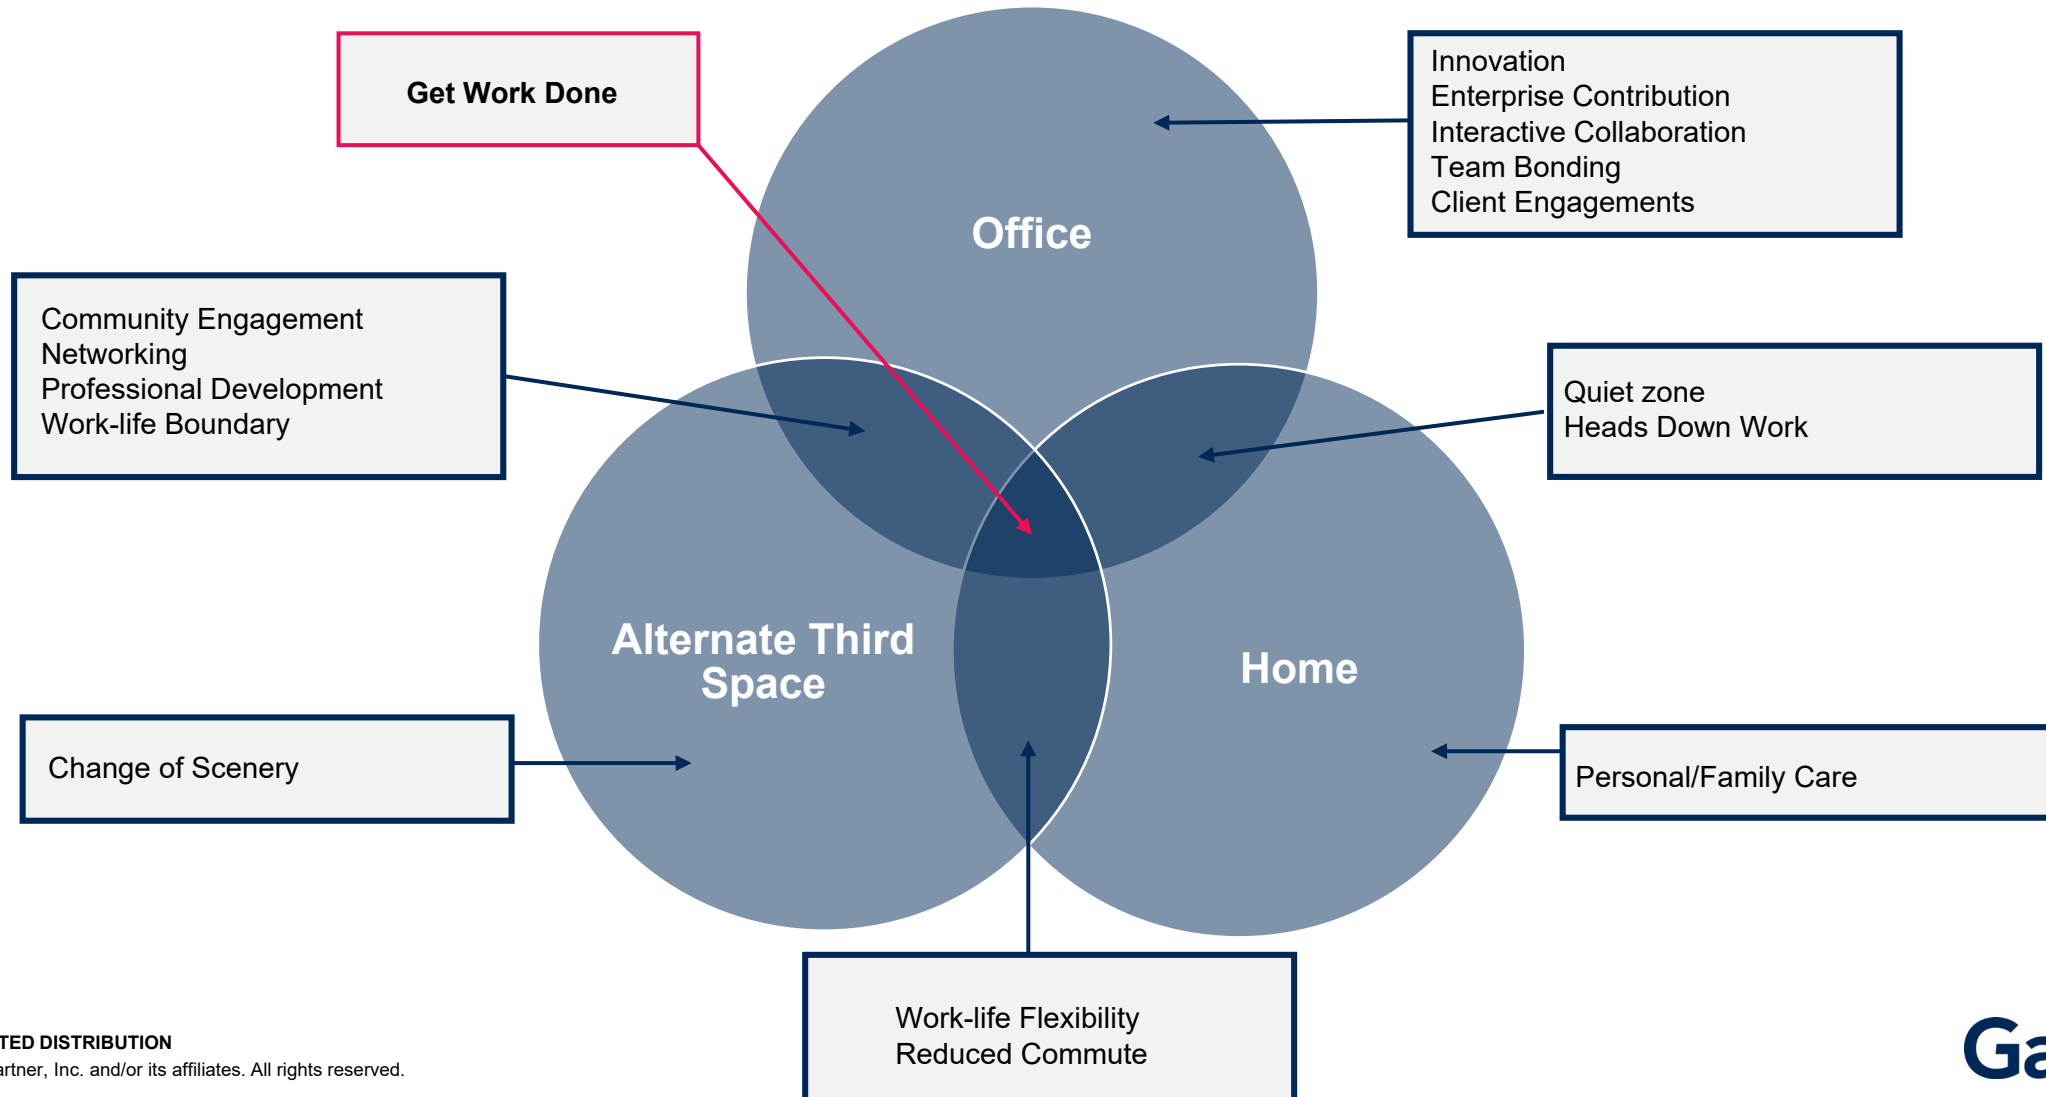 Get Work Done
Innovation
Enterprise Contribution
Interactive Collaboration
Team Bonding
Client Engagements
Office
Community Engagement
Networking
Professional Development
Work-life Boundary
Quiet zone
Heads Down Work
Alternate Third
Space
Home
Change of Scenery
Personal/Family Care
Work-life Flexibility
Reduced Commute
TED DISTRIBUTION
artner, Inc. and/or its affiliates. All rights reserved.
Ga